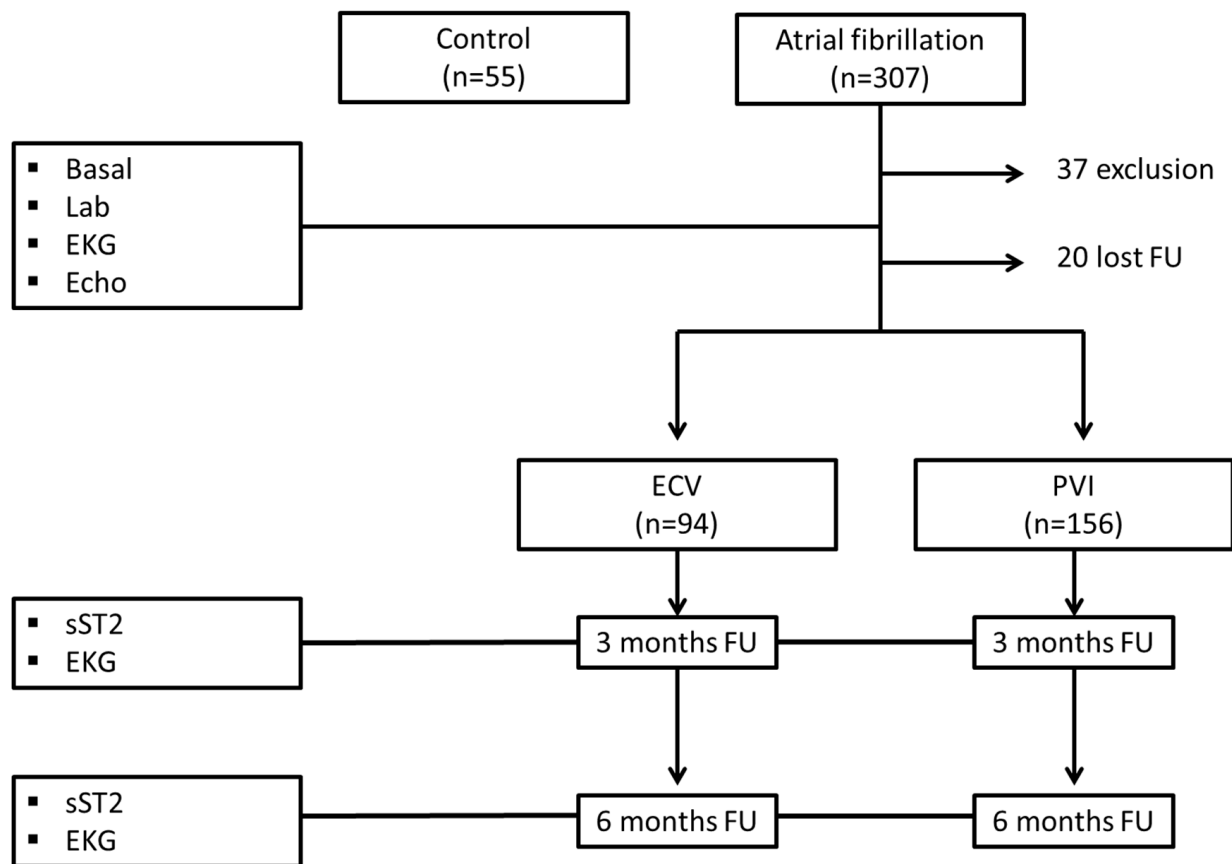 Control
(n=55)
Atrial fibrillation
(n=307)
▪ Basal
▪ Lab
▪ EKG
▪ Echo
37 exclusion
20 lost FU
ECV
(n=94)
PVI
(n=156)
▪ sST2
▪ EKG
3 months FU
3 months FU
▪ sST2
▪ EKG
6 months FU
6 months FU